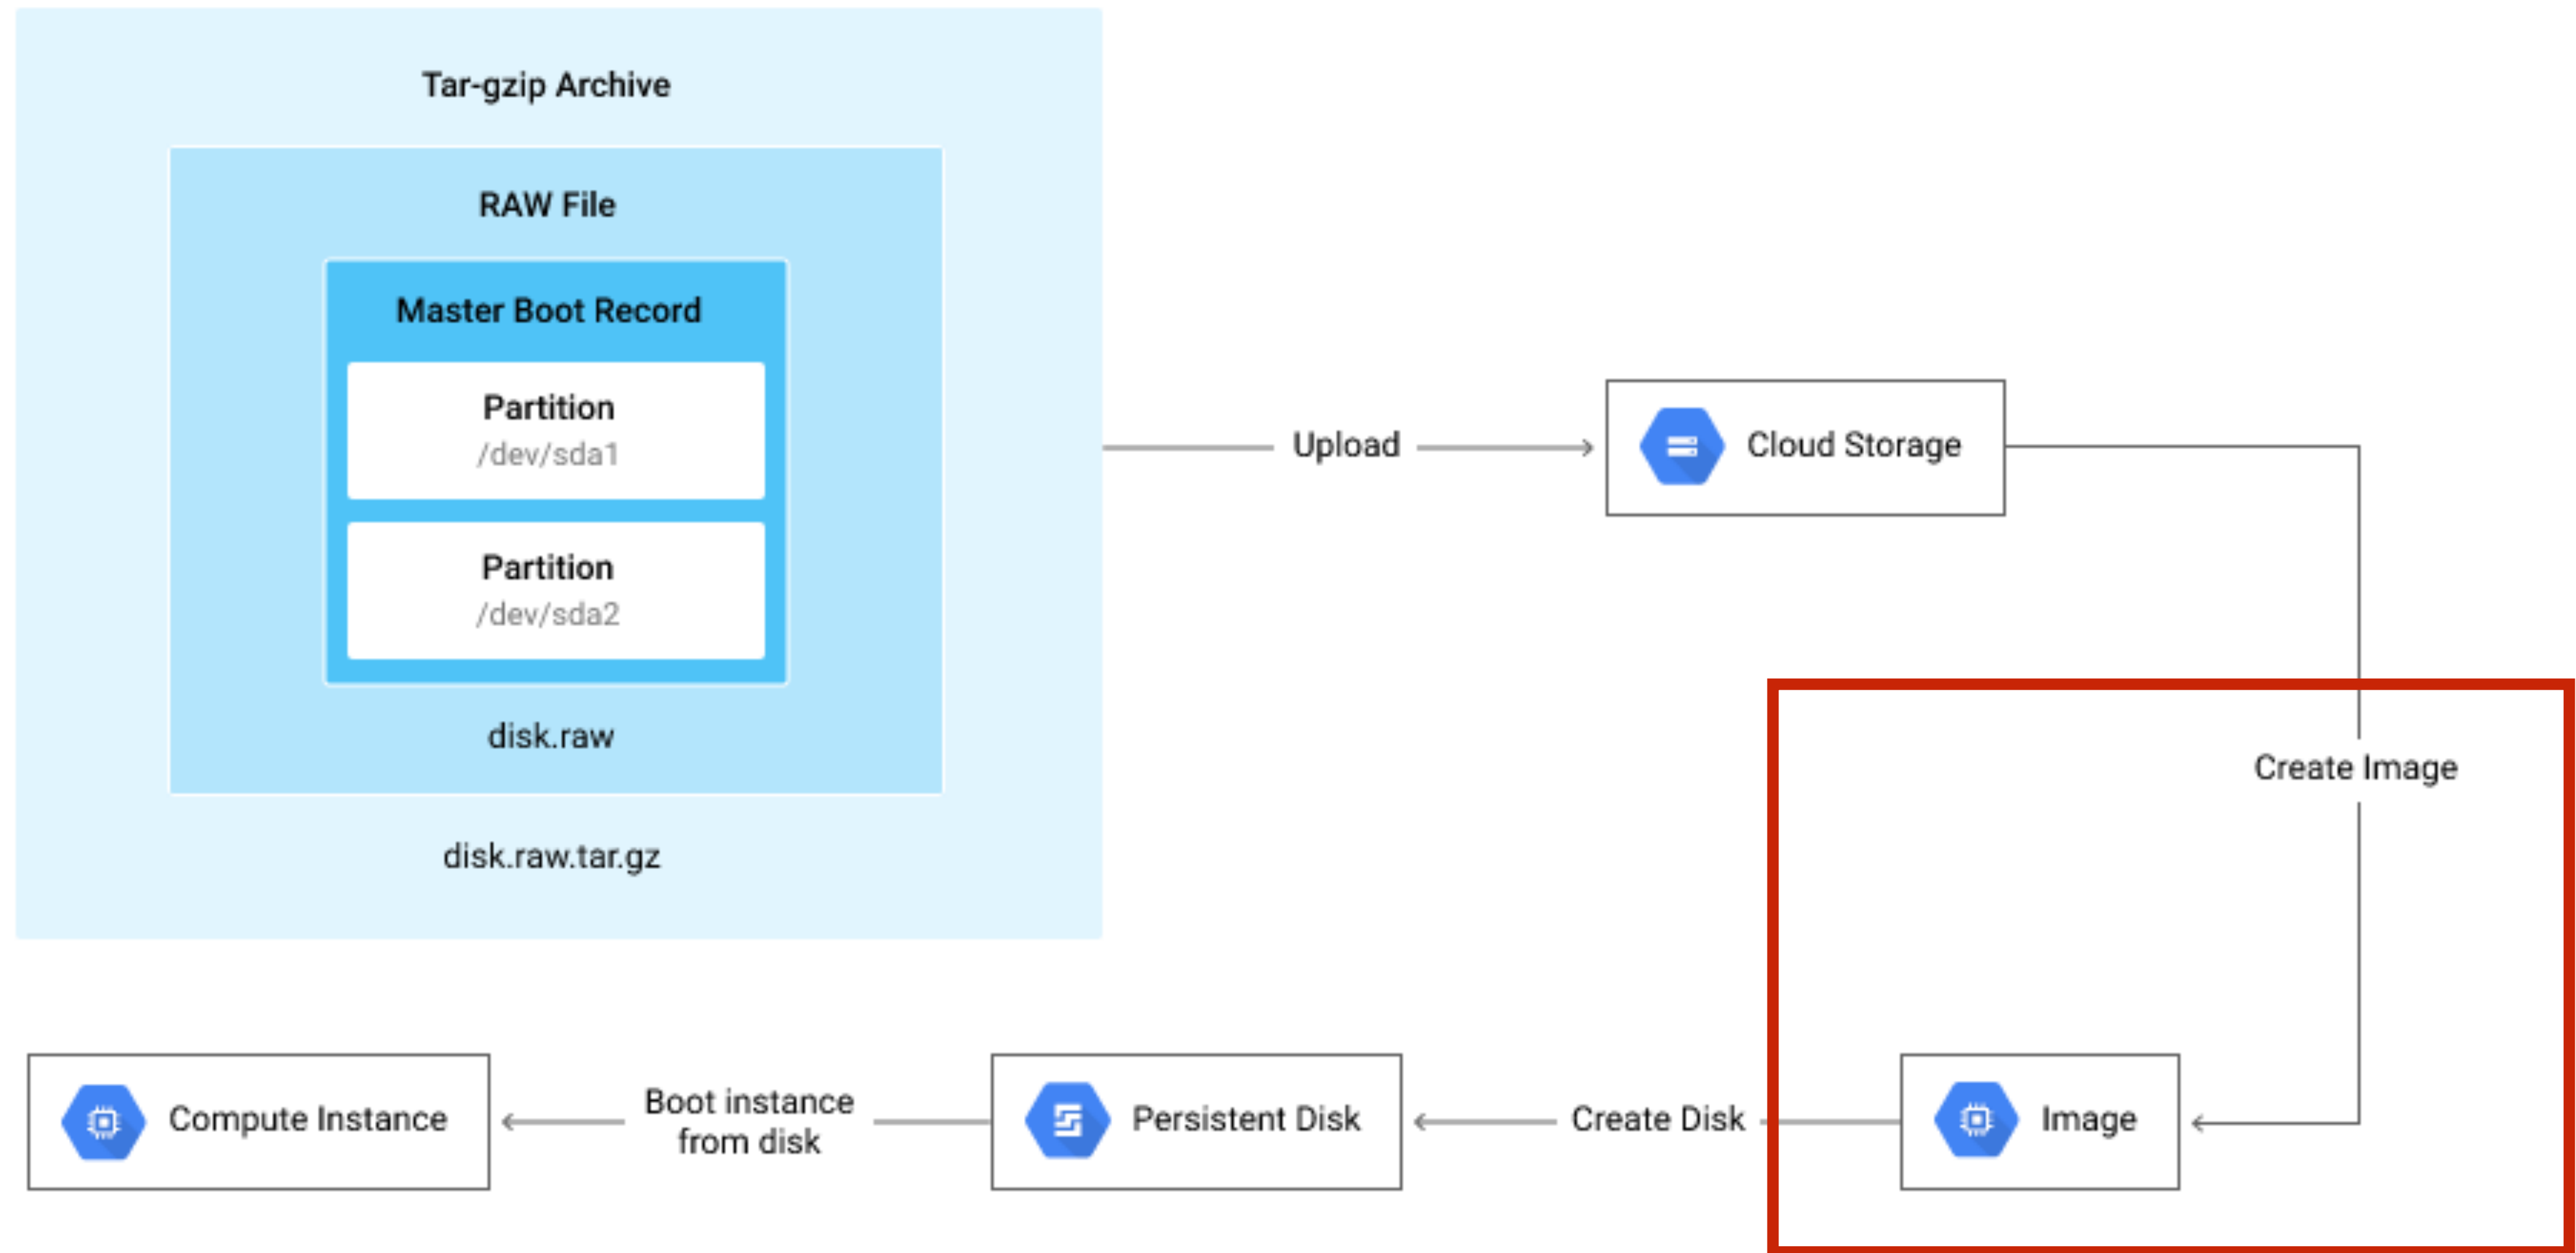 Tar-gzip Archive
RAW File
Master Boot Record
Partition
/dev/sda1
Partition
/dev/sda2
disk.raw
disk.raw.tar.gz
Upload
Cloud Storage
Create Image
Image
Create Disk
Persistent Disk
Boot instance
from disk
Compute Instance